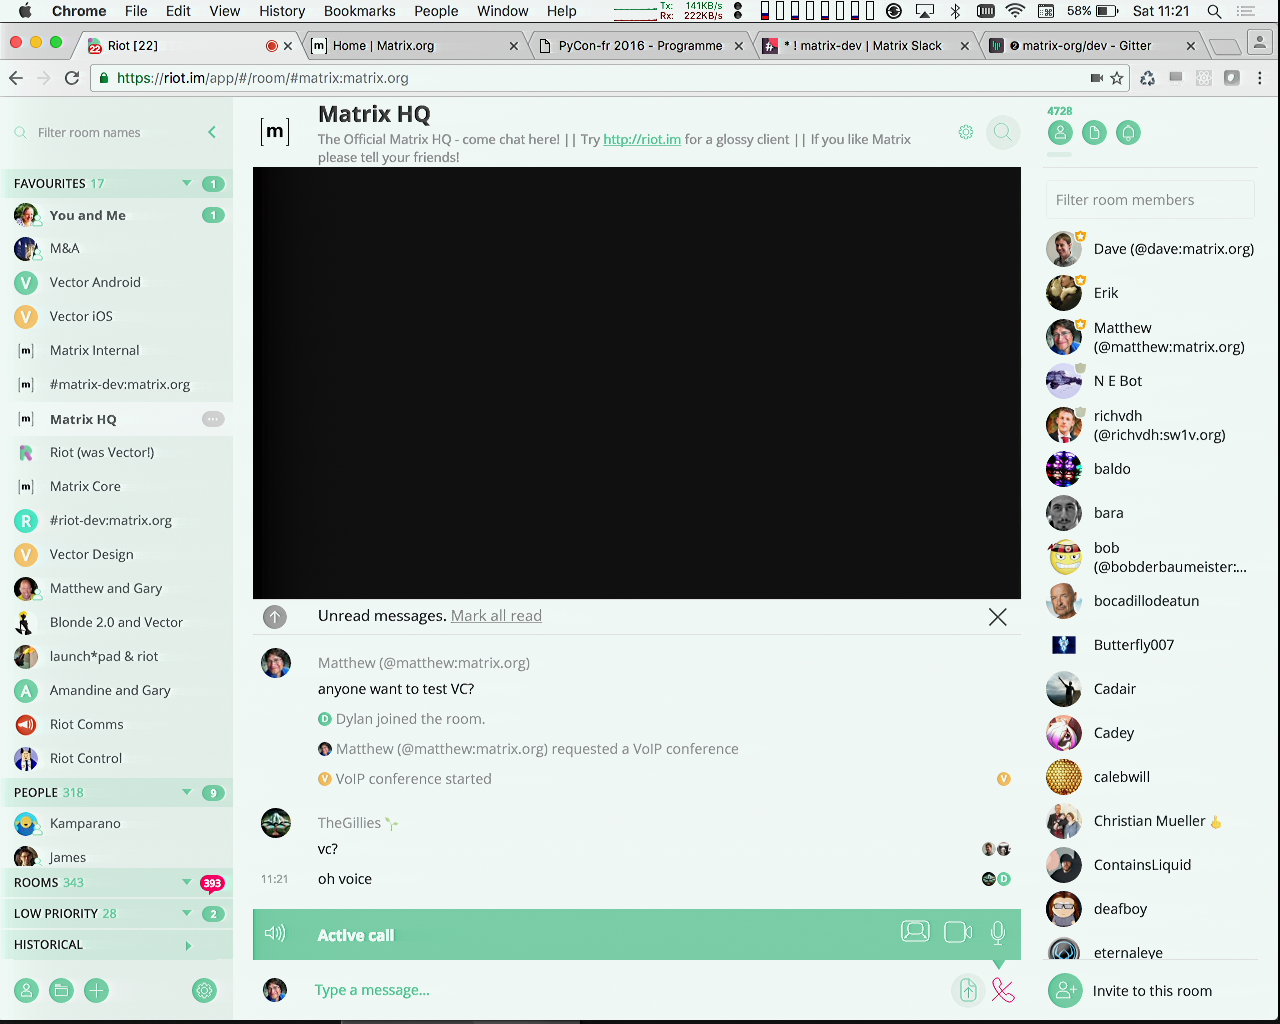 Chrome File Edit View History Bookmarks People Window Help Tx: 141KB/s Rx: 222KB/s 58% Sat 11:21
Riot [22] [m] Home | Matrix.org PyCon-fr 2016 - Programme * ! matrix-dev | Matrix Slack matrix-org/dev - Gitter
https://riot.im/app/#/room/#matrix:matrix.org
Filter room names
FAVOURITES 17 1
You and Me 1
M&A
V Vector Android
V Vector iOS
[m] Matrix Internal
[m] #matrix-dev:matrix.org
[m] Matrix HQ
Riot (was Vector!)
[m] Matrix Core
R #riot-dev:matrix.org
V Vector Design
Matthew and Gary
Blonde 2.0 and Vector
launch*pad & riot
A Amandine and Gary
Riot Comms
Riot Control
PEOPLE 318 9
Kamparano
James
ROOMS 343 393
LOW PRIORITY 28 2
HISTORICAL
[m] Matrix HQ
The Official Matrix HQ - come chat here! || Try http://riot.im for a glossy client || If you like Matrix
please tell your friends!
Unread messages. Mark all read
Matthew (@matthew:matrix.org)
anyone want to test VC?
D Dylan joined the room.
Matthew (@matthew:matrix.org) requested a VoIP conference
V VoIP conference started V
TheGillies
vc?
11:21 oh voice D
Active call
Type a message...
4728
Filter room members
Dave (@dave:matrix.org)
Erik
Matthew
(@matthew:matrix.org)
N E Bot
richvdh
(@richvdh:sw1v.org)
baldo
bara
bob
(@bobderbaumeister:...
bocadillodeatun
Butterfly007
Cadair
Cadey
calebwill
Christian Mueller
ContainsLiquid
deafboy
eternaleye
Invite to this room